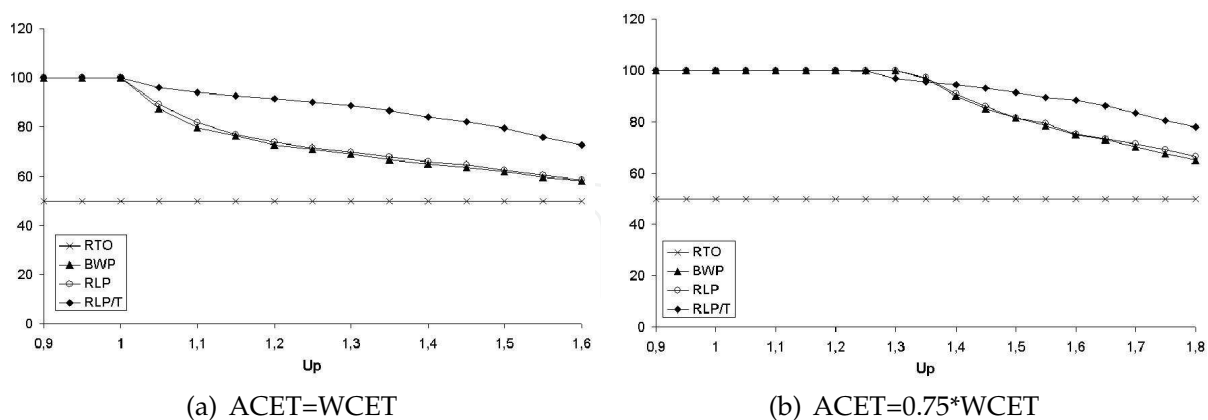 120
100
80
60
40
20
0
RTO
BWP
RLP
RLP/T
0,9 1 1,1 1,2 1,3 1,4 1,5 1,6
Up
(a) ACET=WCET
120
100
80
60
40
20
0
RTO
BWP
RLP
RLP/T
0,9 1 1,1 1,2 1,3 1,4 1,5 1,6 1,7 1,8
Up
(b) ACET=0.75*WCET